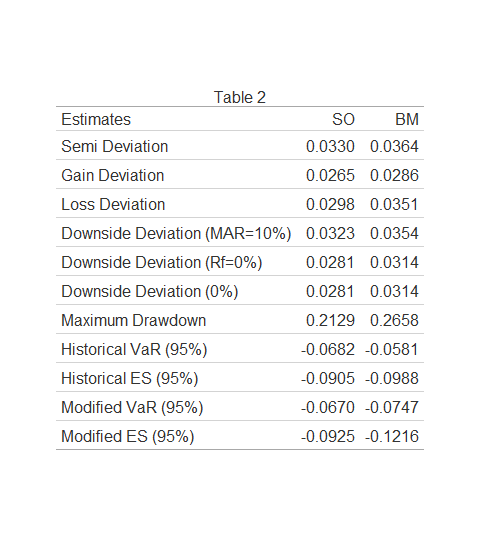 Table 2
Estimates SO BM
Semi Deviation 0.0330 0.0364
Gain Deviation 0.0265 0.0286
Loss Deviation 0.0298 0.0351
Downside Deviation (MAR=10%) 0.0323 0.0354
Downside Deviation (Rf=0%) 0.0281 0.0314
Downside Deviation (0%) 0.0281 0.0314
Maximum Drawdown 0.2129 0.2658
Historical VaR (95%) -0.0682 -0.0581
Historical ES (95%) -0.0905 -0.0988
Modified VaR (95%) -0.0670 -0.0747
Modified ES (95%) -0.0925 -0.1216